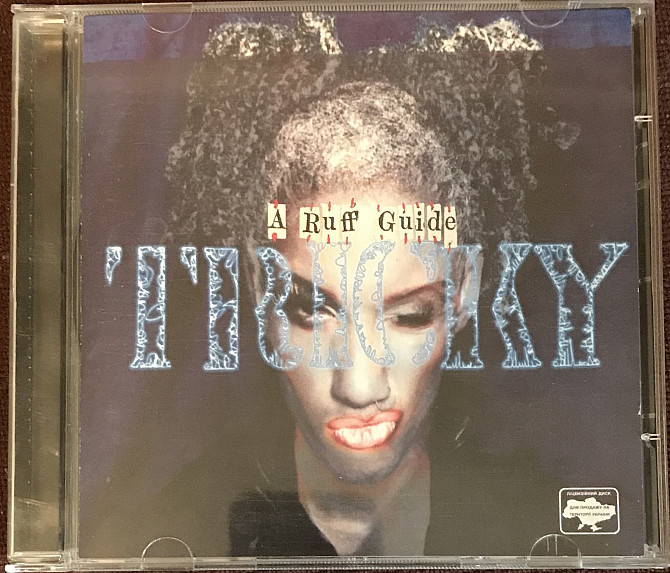 A Ruff Guide
TRICKY
ЛІЦЕНЗІЙНИЙ ДИСК
ДЛЯ ПРОДАЖУ НА
ТЕРИТОРІЇ УКРАЇНИ